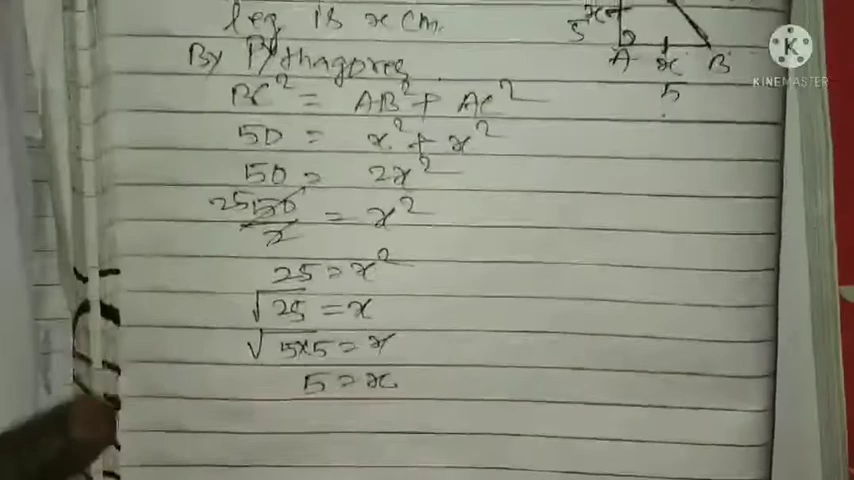 leg is x cm.
5 x
A x B
5
KINEMASTER
By Pythagoras
BC² = AB² + AC²
50 = x² + x²
50 = 2x²
25 50/2 = x²
25 = x²
√25 = x
√5×5 = x
5 = x